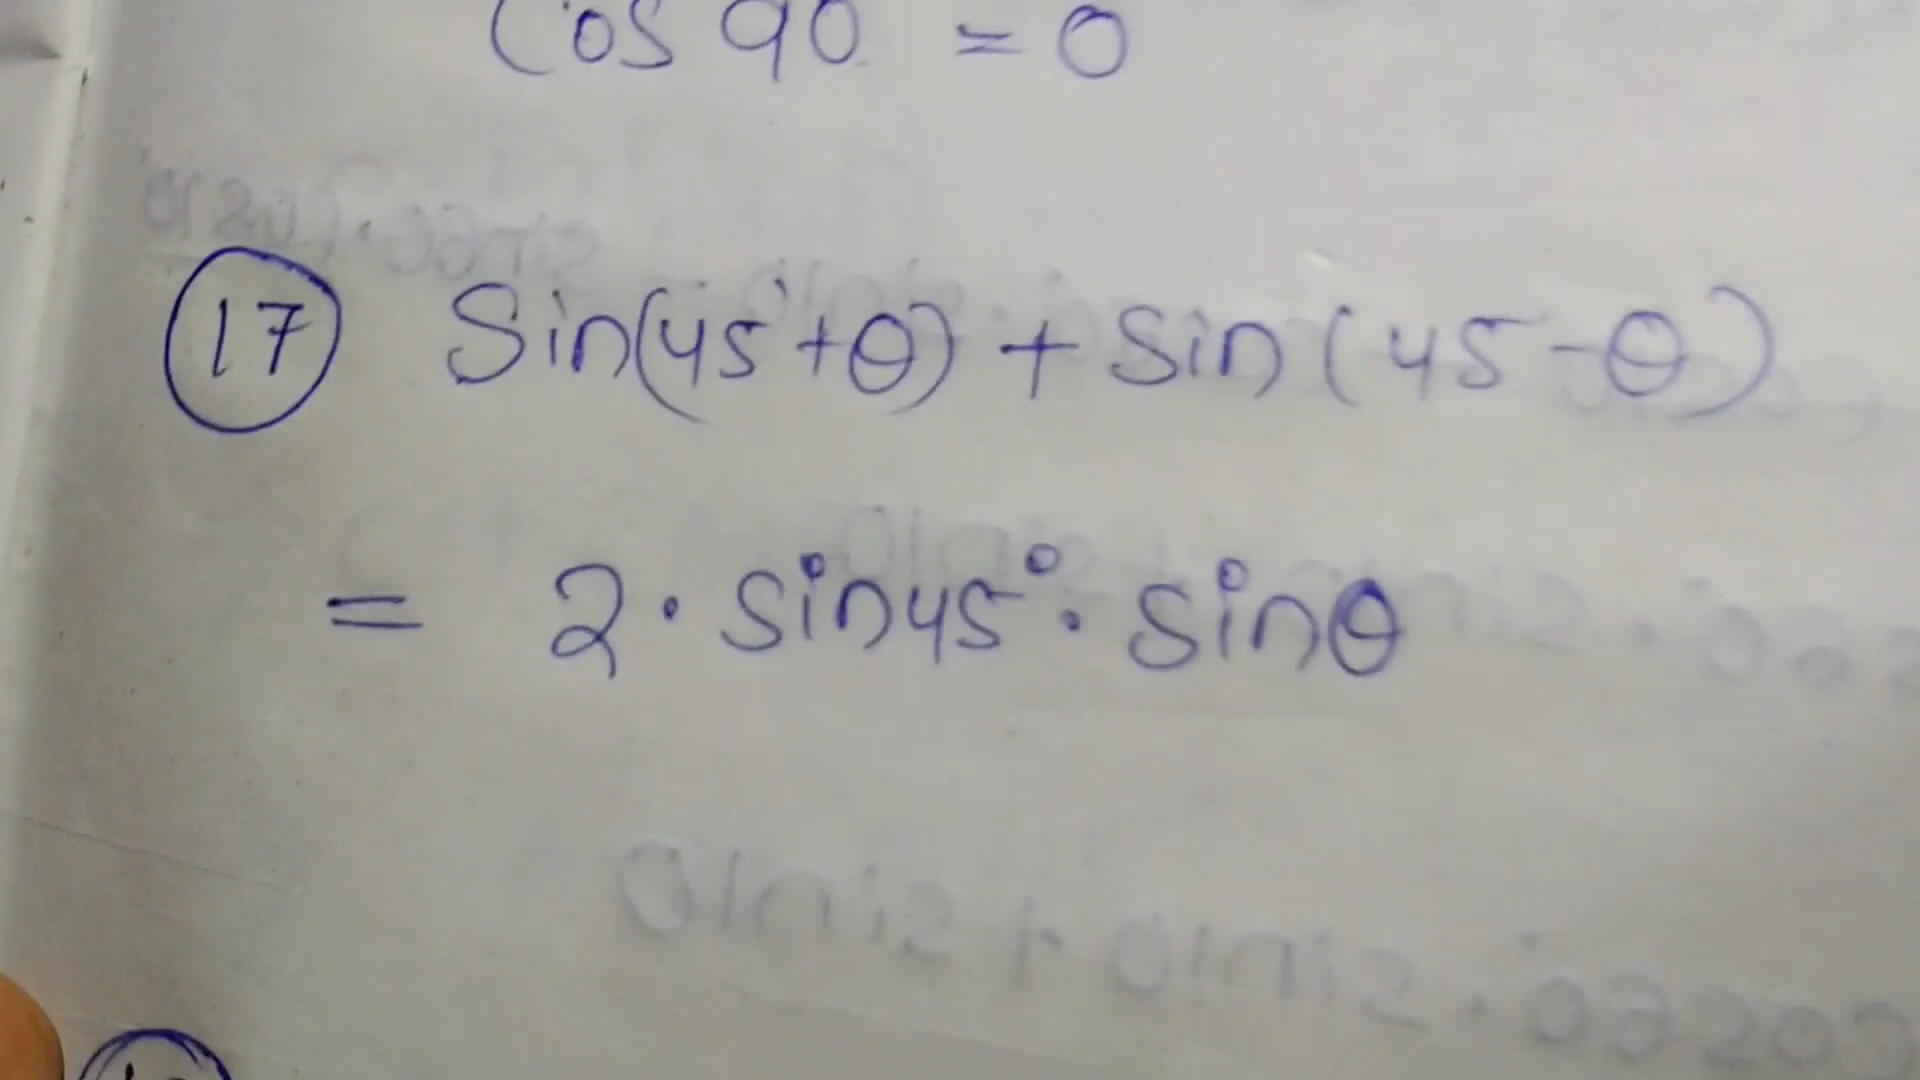 Cos 90 = 0
17 Sin(45+θ) + Sin (45-θ)
= 2 · Sin45° · Sinθ